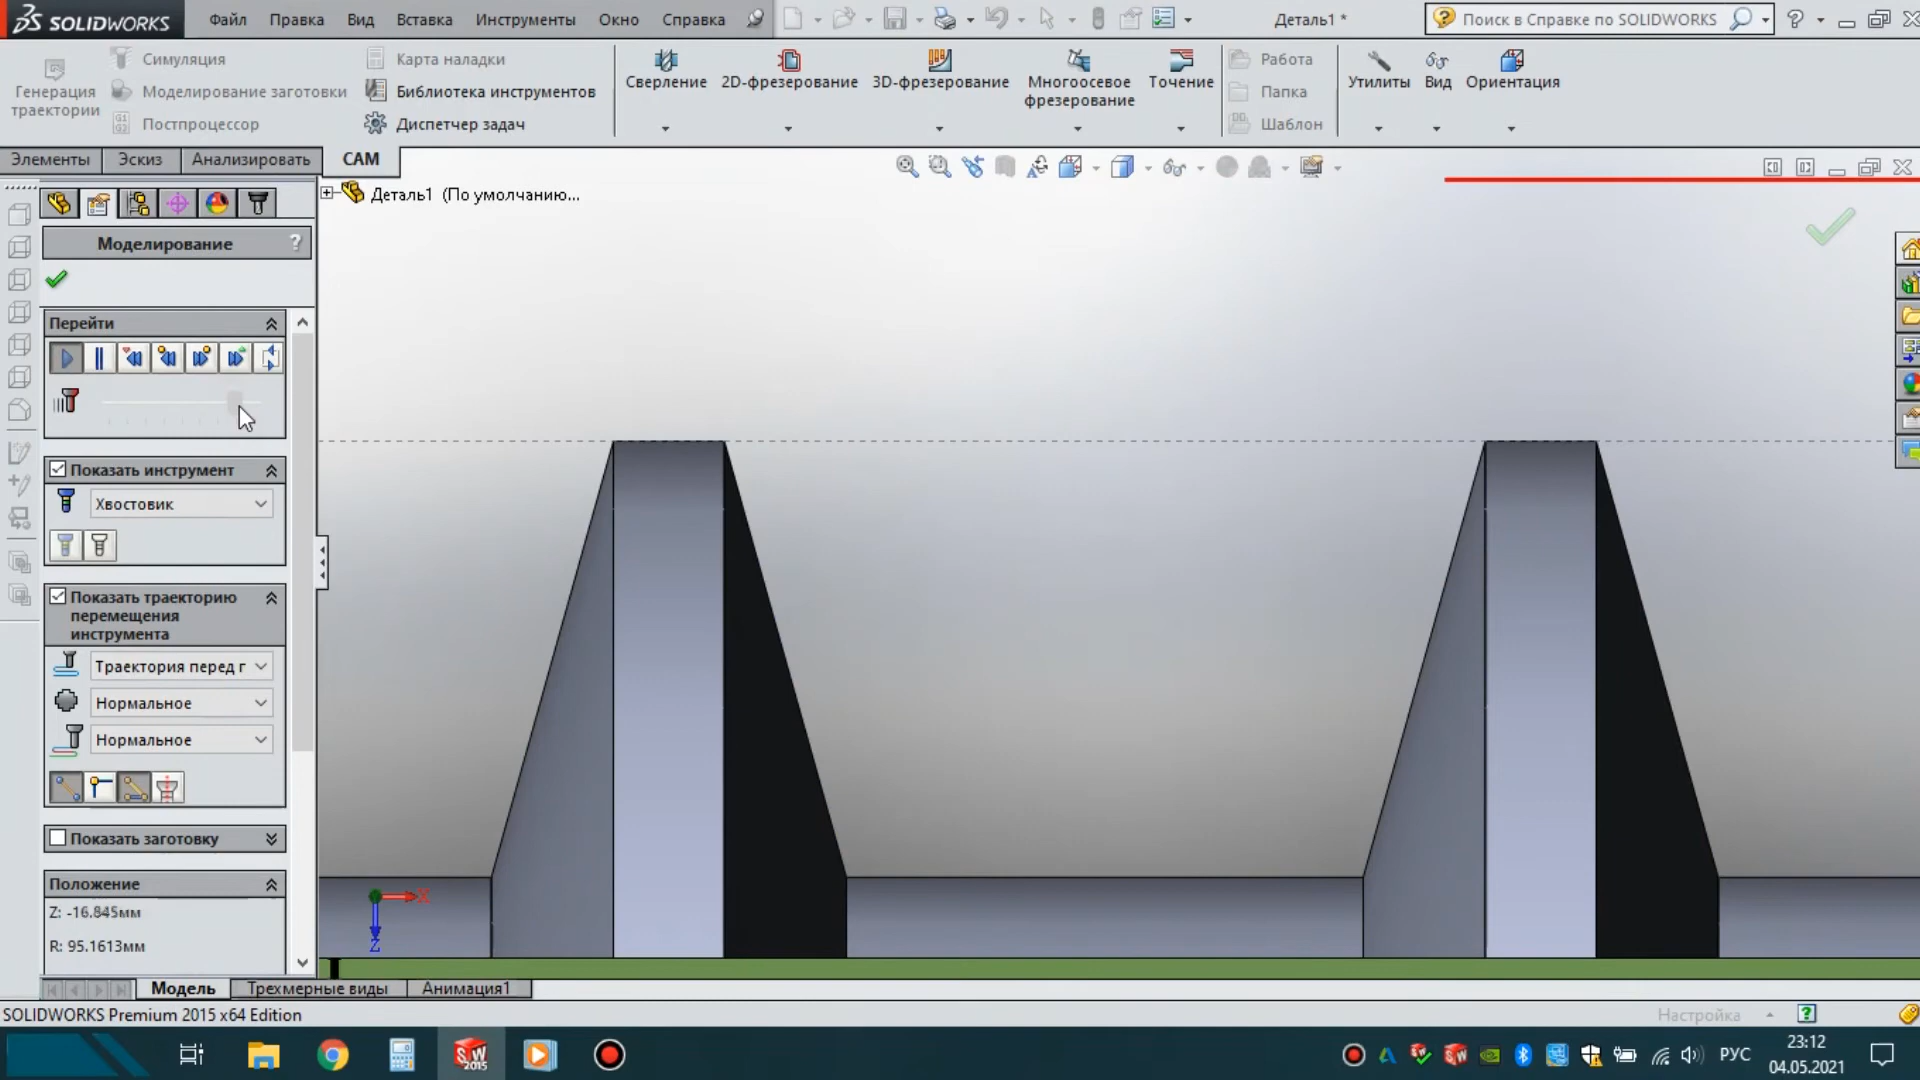 SOLIDWORKS Файл Правка Вид Вставка Инструменты Окно Справка Деталь1 * Поиск в Справке по SOLIDWORKS
Генерация траектории
Симуляция
Моделирование заготовки
Постпроцессор
Карта наладки
Библиотека инструментов
Диспетчер задач
Сверление
2D-фрезерование
3D-фрезерование
Многоосевое
фрезерование
Точение
Работа
Папка
Шаблон
Утилиты
Вид
Ориентация
Элементы Эскиз Анализировать CAM
Деталь1 (По умолчанию...
Моделирование ?
Перейти
Показать инструмент
Хвостовик
Показать траекторию
перемещения
инструмента
Траектория перед г
Нормальное
Нормальное
Показать заготовку
Положение
Z: -16.845мм
R: 95.1613мм
X
Z
Модель Трехмерные виды Анимация1
SOLIDWORKS Premium 2015 x64 Edition
Настройка
SW
2015
РУС
23:12
04.05.2021